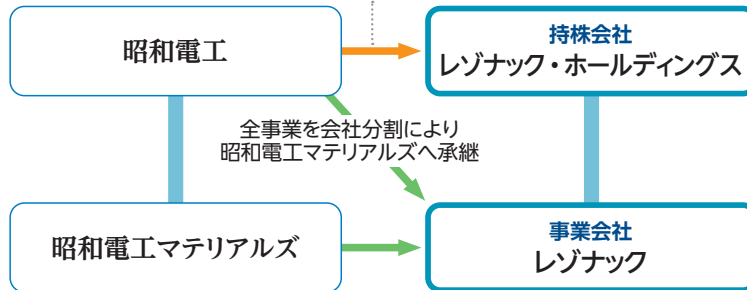 昭和電工
持株会社
レゾナック・ホールディングス
全事業を会社分割により
昭和電工マテリアルズへ承継
昭和電工マテリアルズ
事業会社
レゾナック